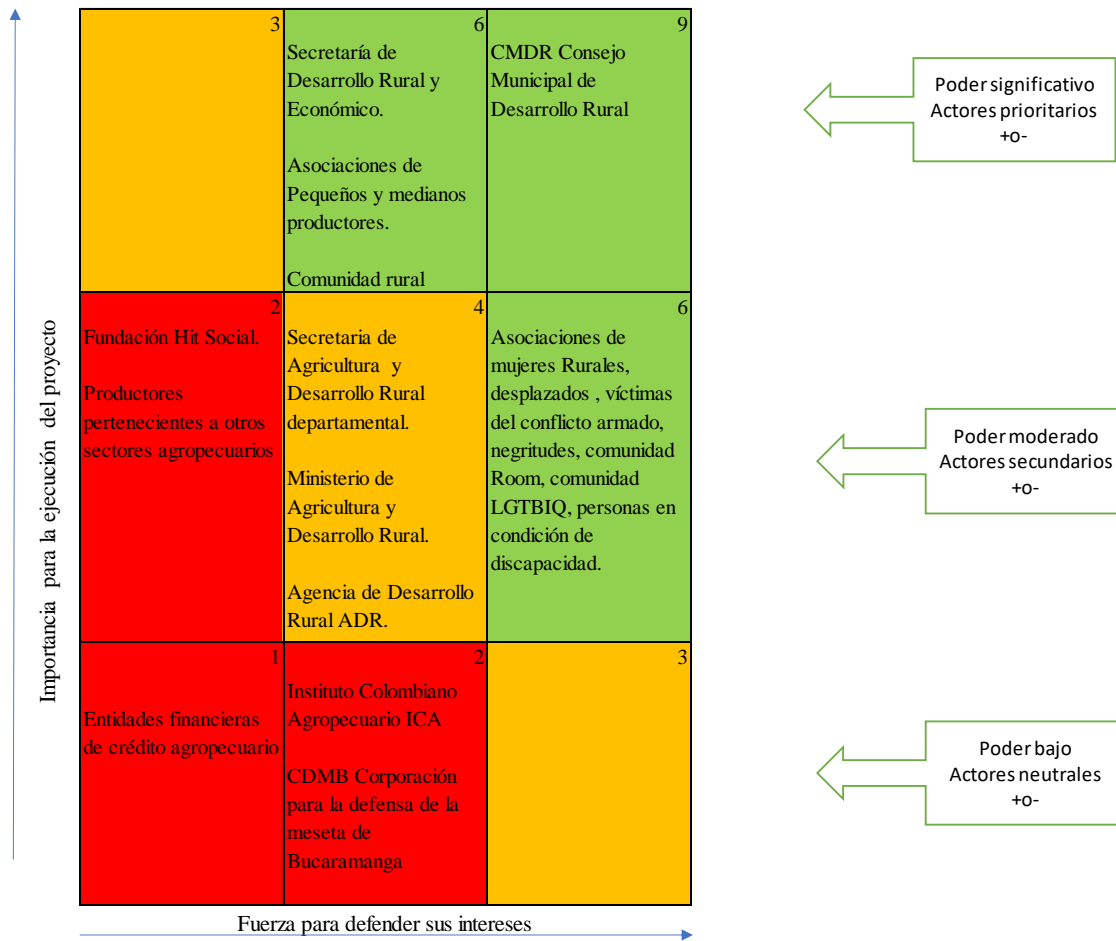 3
6
Secretaría de
Desarrollo Rural y
Económico.
Asociaciones de
Pequeños y medianos
productores.
Comunidad rural
9
CMDR Consejo
Municipal de
Desarrollo Rural
Poder significativo
Actores prioritarios
+o-
2
Fundación Hit Social.
Productores
pertenecientes a otros
sectores agropecuarios
4
Secretaria de
Agricultura y
Desarrollo Rural
departamental.
Ministerio de
Agricultura y
Desarrollo Rural.
Agencia de Desarrollo
Rural ADR.
6
Asociaciones de
mujeres Rurales,
desplazados , víctimas
del conflicto armado,
negritudes, comunidad
Room, comunidad
LGTBIQ, personas en
condición de
discapacidad.
Poder moderado
Actores secundarios
+o-
1
Entidades financieras
de crédito agropecuario
2
Instituto Colombiano
Agropecuario ICA
CDMB Corporación
para la defensa de la
meseta de
Bucaramanga
3
Poder bajo
Actores neutrales
+o-
Importancia para la ejecución del proyecto
Fuerza para defender sus intereses